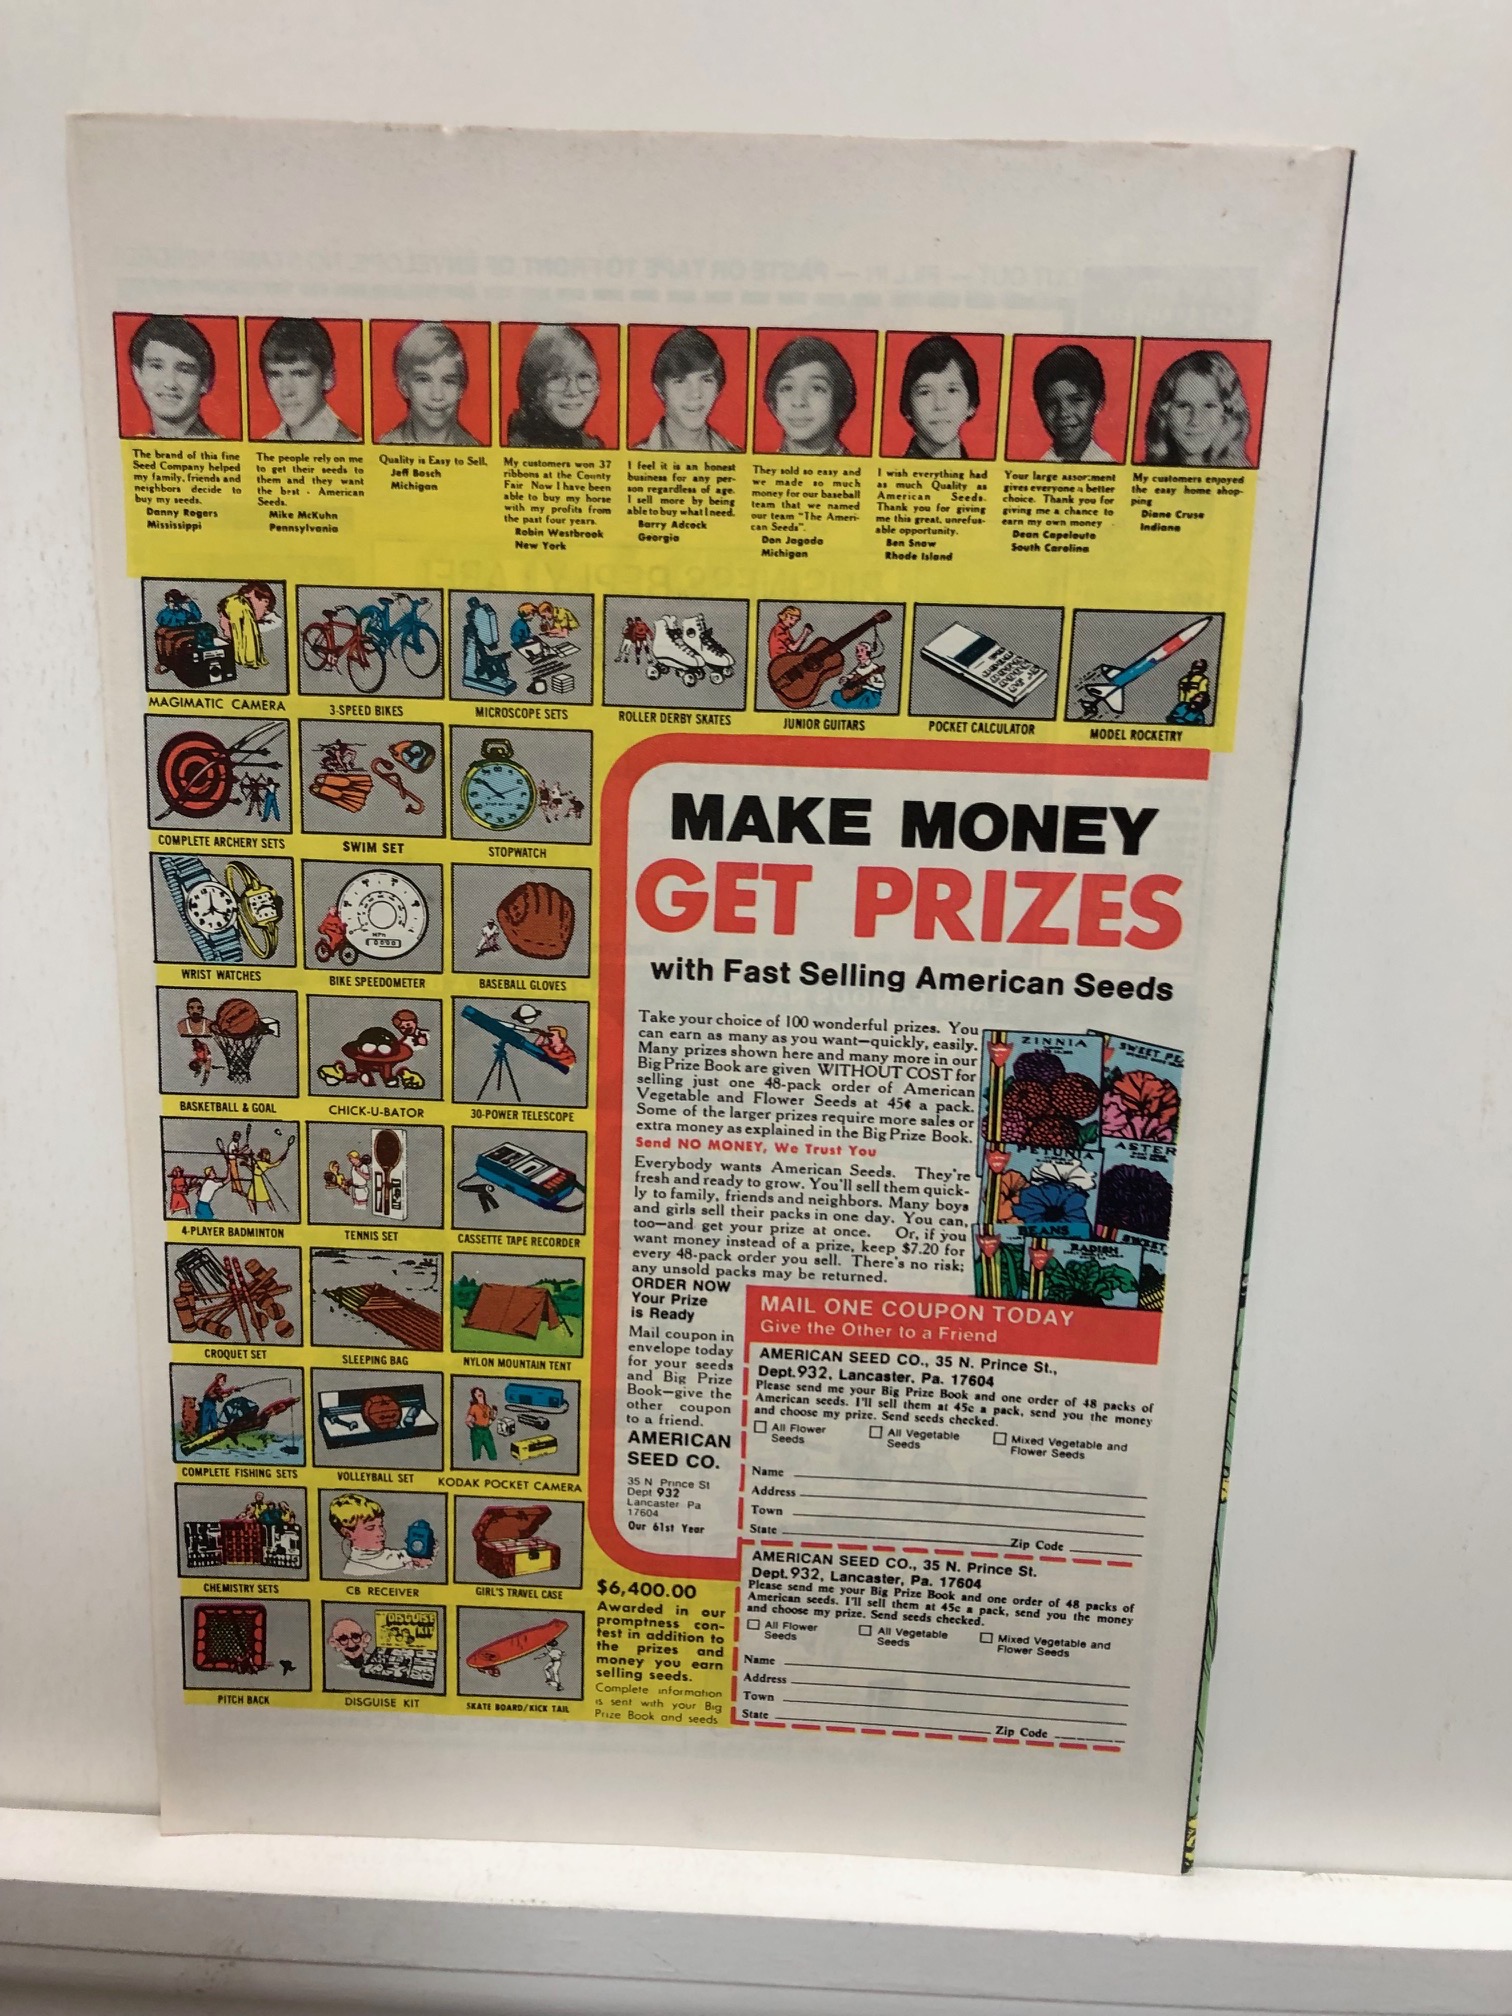 The brand of this fine
Seed Company helped
my family, friends and
neighbors decide to
buy my seeds.
Danny Rogers
Mississippi
The people rely on me
to get their seeds to
them and they want
the best - American
Seeds.
Mike McKuhn
Pennsylvania
Quality is Easy to Sell.
Jeff Bosch
Michigan
My customers won 37
ribbons at the County
Fair Now I have been
able to buy my horse
with my profits from
the past four years.
Robin Westbrook
New York
I feel it is an honest
business for any per-
son regardless of age.
I sell more by being
able to buy what I need.
Barry Adcock
Georgia
They sold so easy and
we made so much
money for our baseball
team that we named
our team "The Ameri-
can Seeds".
Don Jagoda
Michigan
I wish everything had
as much Quality as
American Seeds.
Thank you for giving
me this great, unrefus-
able opportunity.
Ben Snow
Rhode Island
Your large assortment
gives everyone a better
choice. Thank you for
giving me a chance to
earn my own money
Dean Capeloute
South Carolina
My customers enjoyed
the easy home shop-
ping
Diane Cruse
Indiana
MAGIMATIC CAMERA
3-SPEED BIKES
MICROSCOPE SETS
ROLLER DERBY SKATES
JUNIOR GUITARS
POCKET CALCULATOR
MODEL ROCKETRY
COMPLETE ARCHERY SETS
SWIM SET
STOPWATCH
WRIST WATCHES
BIKE SPEEDOMETER
BASEBALL GLOVES
BASKETBALL & GOAL
CHICK-U-BATOR
30-POWER TELESCOPE
4-PLAYER BADMINTON
TENNIS SET
CASSETTE TAPE RECORDER
CROQUET SET
SLEEPING BAG
NYLON MOUNTAIN TENT
COMPLETE FISHING SETS
VOLLEYBALL SET
KODAK POCKET CAMERA
CHEMISTRY SETS
CB RECEIVER
GIRL'S TRAVEL CASE
DISGUISE
KIT
PITCH BACK
DISGUISE KIT
SKATE BOARD/KICK TAIL
MAKE MONEY
GET PRIZES
with Fast Selling American Seeds
Take your choice of 100 wonderful prizes. You
can earn as many as you want—quickly, easily.
Many prizes shown here and many more in our
Big Prize Book are given WITHOUT COST for
selling just one 48-pack order of American
Vegetable and Flower Seeds at 45¢ a pack.
Some of the larger prizes require more sales or
extra money as explained in the Big Prize Book.
Send NO MONEY, We Trust You
Everybody wants American Seeds. They're
fresh and ready to grow. You'll sell them quick-
ly to family, friends and neighbors. Many boys
and girls sell their packs in one day. You can,
too—and get your prize at once. Or, if you
want money instead of a prize, keep $7.20 for
every 48-pack order you sell. There's no risk;
any unsold packs may be returned.
ZINNIA
SWEET PE
ASTER
PETUNIA
BEANS
RADISH
SWEET
ORDER NOW
Your Prize
is Ready
Mail coupon in
envelope today
for your seeds
and Big Prize
Book—give the
other coupon
to a friend.
AMERICAN
SEED CO.
35 N Prince St
Dept 932
Lancaster Pa
17604
Our 61st Year
$6,400.00
Awarded in our
promptness con-
test in addition to
the prizes and
money you earn
selling seeds.
Complete information
is sent with your Big
Prize Book and seeds
MAIL ONE COUPON TODAY
Give the Other to a Friend
AMERICAN SEED CO., 35 N. Prince St.,
Dept. 932, Lancaster, Pa. 17604
Please send me your Big Prize Book and one order of 48 packs of
American seeds. I'll sell them at 45c a pack, send you the money
and choose my prize. Send seeds checked.
All Flower
Seeds
All Vegetable
Seeds
Mixed Vegetable and
Flower Seeds
Name
Address
Town
State Zip Code
AMERICAN SEED CO., 35 N. Prince St.
Dept. 932, Lancaster, Pa. 17604
Please send me your Big Prize Book and one order of 48 packs of
American seeds. I'll sell them at 45c a pack, send you the money
and choose my prize. Send seeds checked.
All Flower
Seeds
All Vegetable
Seeds
Mixed Vegetable and
Flower Seeds
Name
Address
Town
State Zip Code